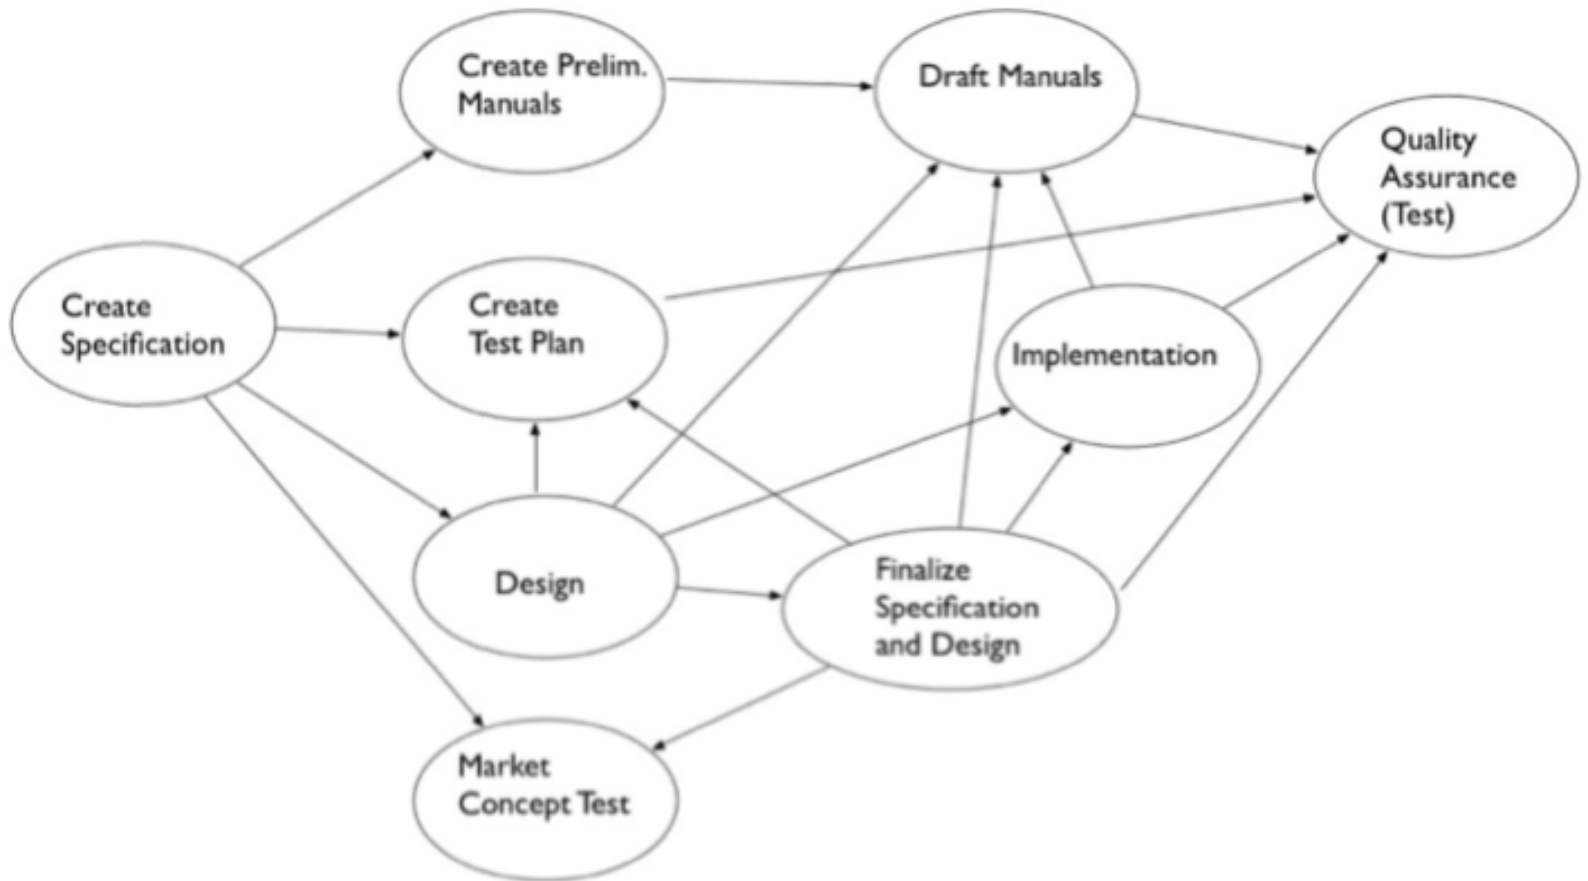 Create Prelim.
Manuals
Draft Manuals
Quality
Assurance
(Test)
Create
Specification
Create
Test Plan
Implementation
Design
Finalize
Specification
and Design
Market
Concept Test